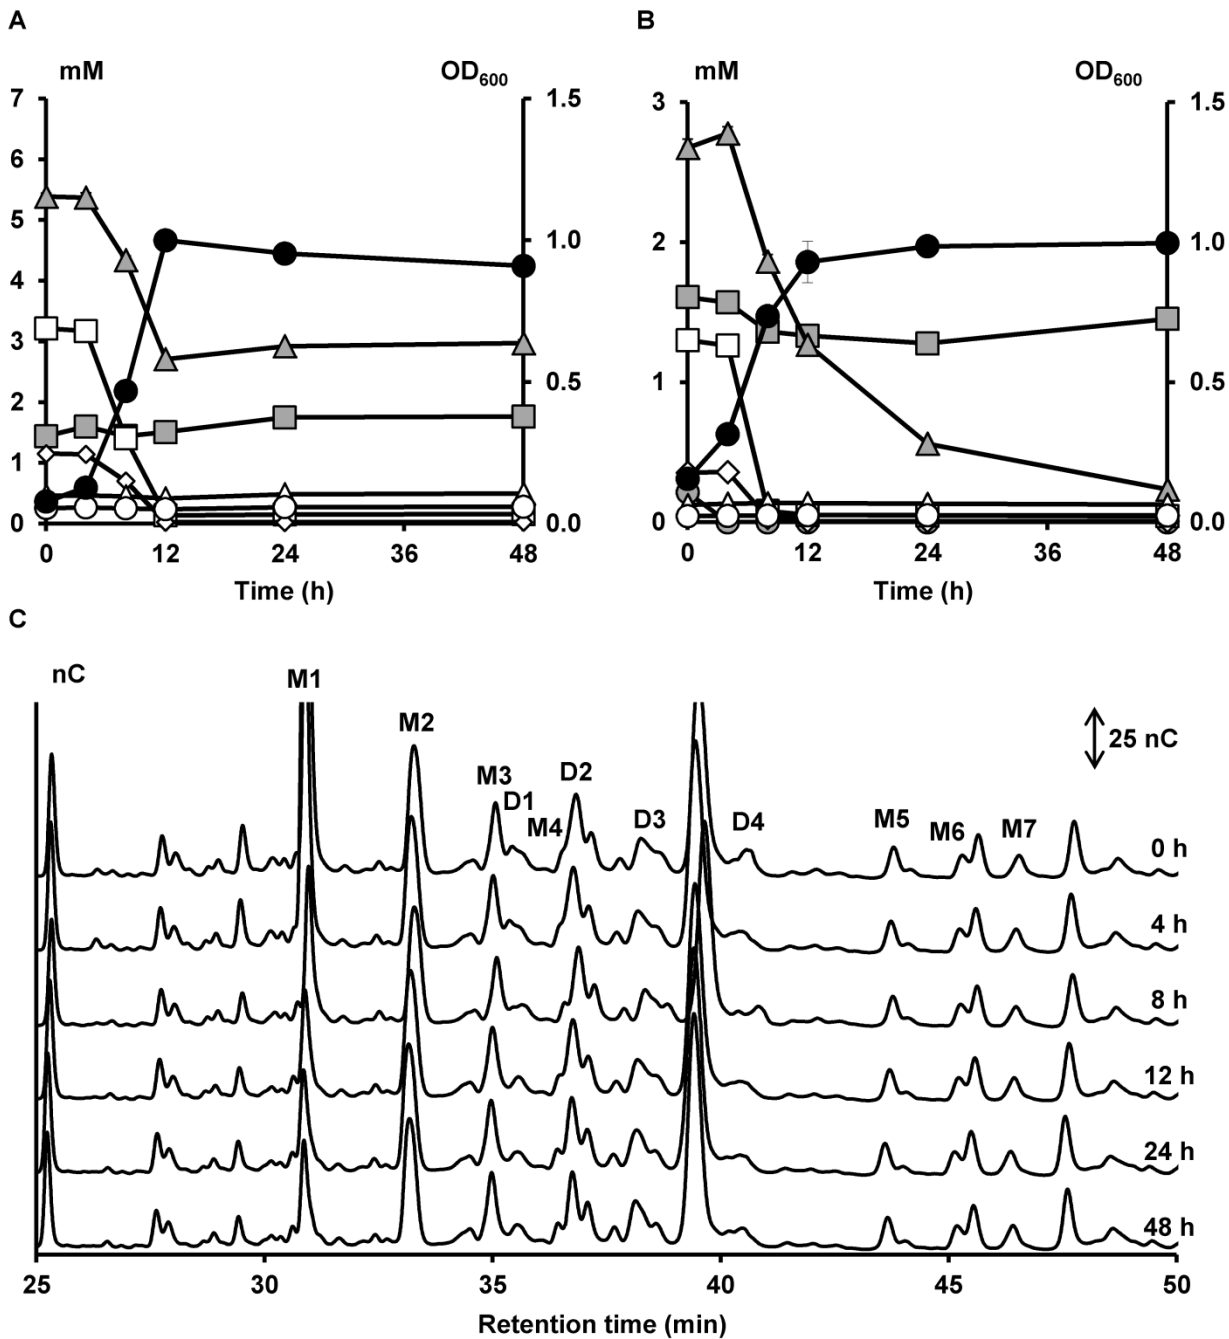 A
B
mM
OD600
mM
OD600
7
6
5
4
3
2
1
0
1.5
1.0
0.5
0.0
3
2
1
0
1.5
1.0
0.5
0.0
0
12
24
36
48
0
12
24
36
48
Time (h)
Time (h)
C
nC
M1
M2
M3
D1
M4
D2
D3
D4
M5
M6
M7
25 nC
0 h
4 h
8 h
12 h
24 h
48 h
25
30
35
40
45
50
Retention time (min)